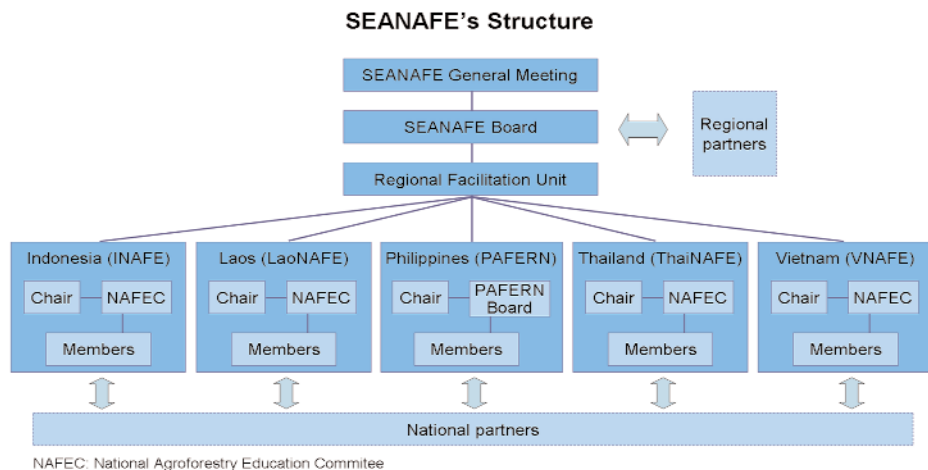 SEANAFE's Structure
SEANAFE General Meeting
SEANAFE Board
Regional
partners
Regional Facilitation Unit
Indonesia (INAFE)
Chair
NAFEC
Members
Laos (LaoNAFE)
Chair
NAFEC
Members
Philippines (PAFERN)
Chair
PAFERN
Board
Members
Thailand (ThaiNAFE)
Chair
NAFEC
Members
Vietnam (VNAFE)
Chair
NAFEC
Members
National partners
NAFEC: National Agroforestry Education Commitee